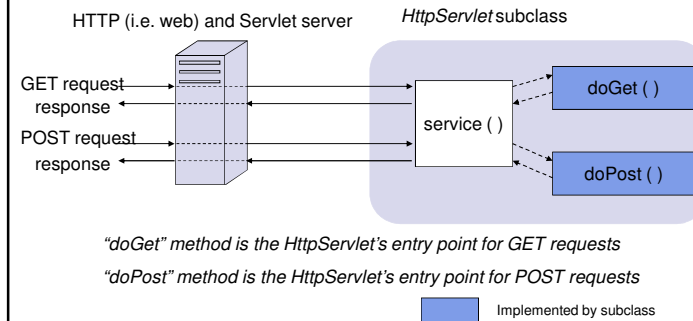 HTTP (i.e. web) and Servlet server
HttpServlet subclass
GET request
response
POST request
response
service ( )
doGet ( )
doPost ( )
“doGet” method is the HttpServlet’s entry point for GET requests
“doPost” method is the HttpServlet’s entry point for POST requests
Implemented by subclass